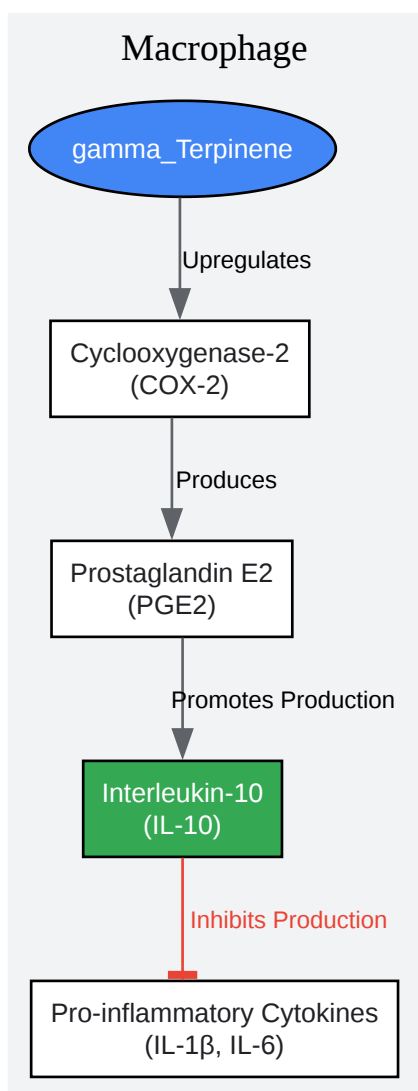 Macrophage
gamma_Terpinene
Upregulates
Cyclooxygenase-2
(COX-2)
Produces
Prostaglandin E2
(PGE2)
Promotes Production
Interleukin-10
(IL-10)
Inhibits Production
Pro-inflammatory Cytokines
(IL-1β, IL-6)